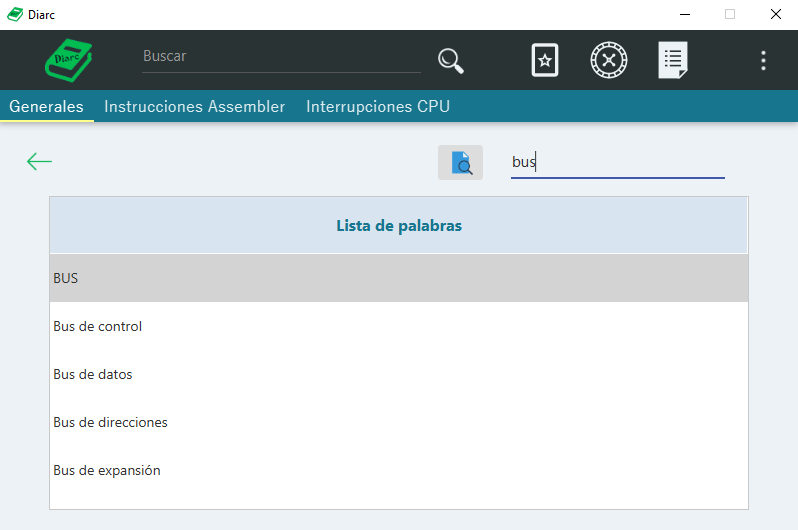 Diarc
Diarc
Buscar
Generales Instrucciones Assembler Interrupciones CPU
bus
Lista de palabras
BUS
Bus de control
Bus de datos
Bus de direcciones
Bus de expansión